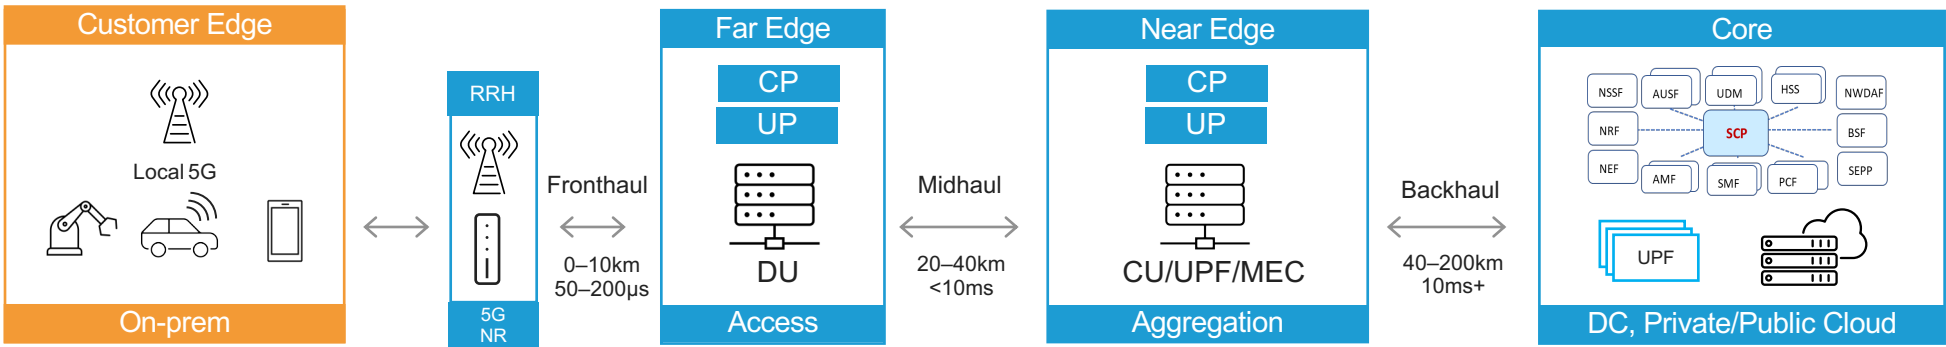 Customer Edge
Local 5G
On-prem
RRH
5G
NR
Fronthaul
0–10km
50–200µs
Far Edge
CP
UP
DU
Access
Midhaul
20–40km
<10ms
Near Edge
CP
UP
CU/UPF/MEC
Aggregation
Backhaul
40–200km
10ms+
Core
NSSF
AUSF
UDM
HSS
NWDAF
NRF
SCP
BSF
NEF
AMF
SMF
PCF
SEPP
UPF
DC, Private/Public Cloud